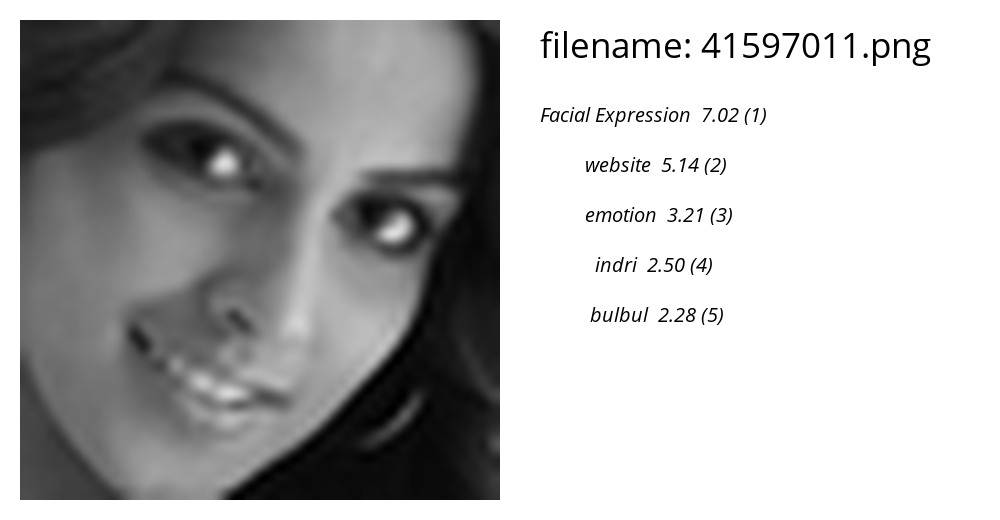 filename: 41597011.png
Facial Expression 7.02 (1)
website 5.14 (2)
emotion 3.21 (3)
indri 2.50 (4)
bulbul 2.28 (5)